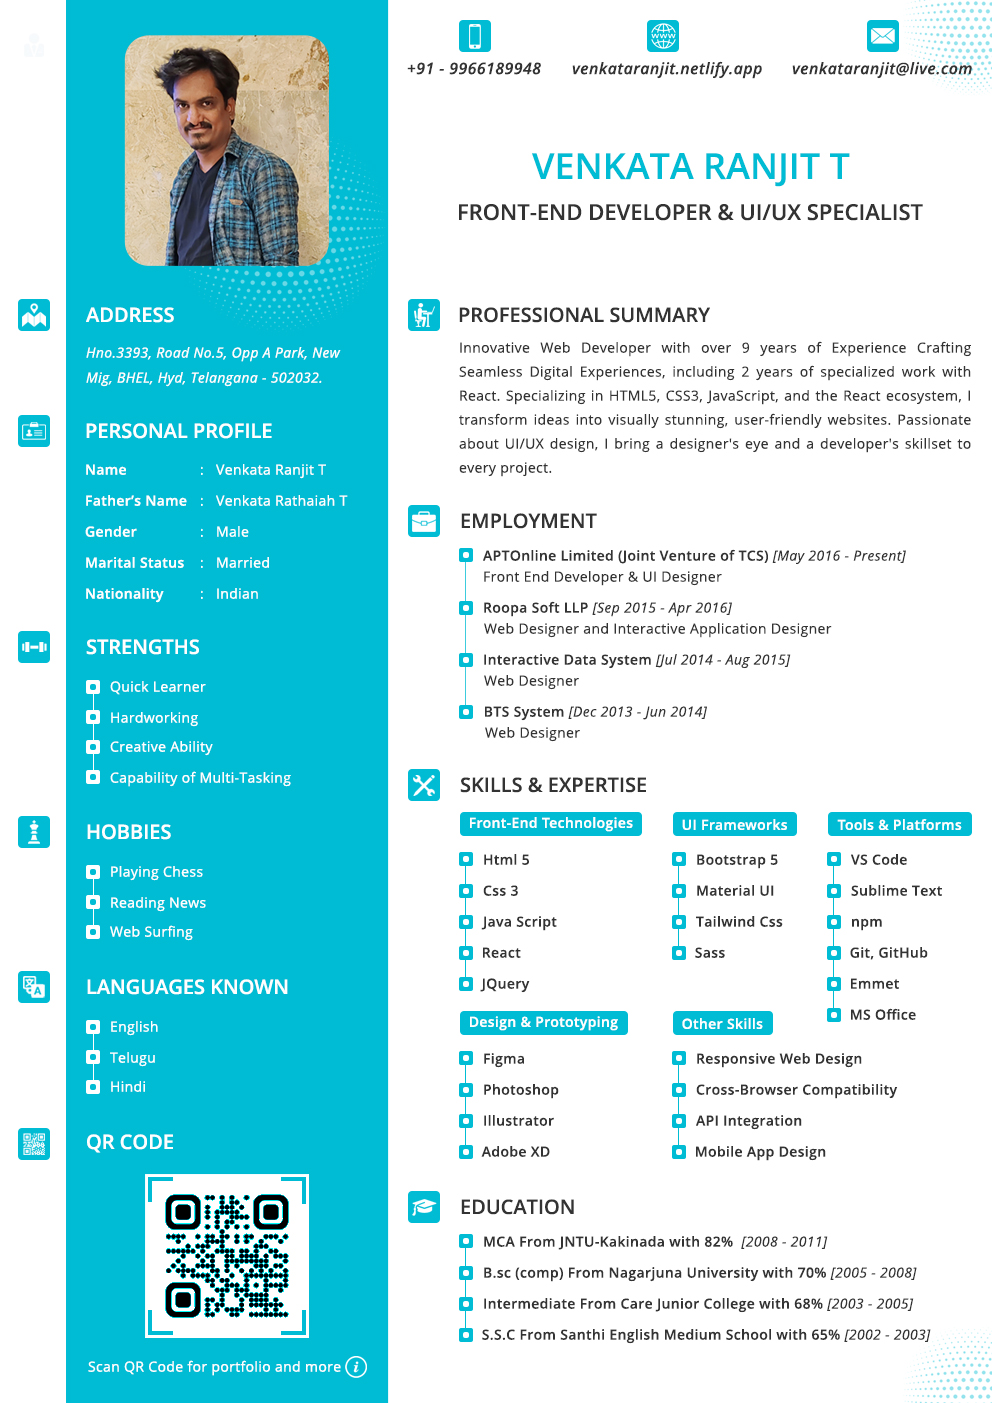 +91 - 9966189948
venkataranjit.netlify.app
venkataranjit@live.com
VENKATA RANJIT T
FRONT-END DEVELOPER & UI/UX SPECIALIST
ADDRESS
Hno.3393, Road No.5, Opp A Park, New
Mig, BHEL, Hyd, Telangana - 502032.
PERSONAL PROFILE
Name : Venkata Ranjit T
Father's Name : Venkata Rathaiah T
Gender : Male
Marital Status : Married
Nationality : Indian
STRENGTHS
Quick Learner
Hardworking
Creative Ability
Capability of Multi-Tasking
HOBBIES
Playing Chess
Reading News
Web Surfing
LANGUAGES KNOWN
English
Telugu
Hindi
QR CODE
Scan QR Code for portfolio and more i
PROFESSIONAL SUMMARY
Innovative Web Developer with over 9 years of Experience Crafting
Seamless Digital Experiences, including 2 years of specialized work with
React. Specializing in HTML5, CSS3, JavaScript, and the React ecosystem, I
transform ideas into visually stunning, user-friendly websites. Passionate
about UI/UX design, I bring a designer's eye and a developer's skillset to
every project.
EMPLOYMENT
APTOnline Limited (Joint Venture of TCS) [May 2016 - Present]
Front End Developer & UI Designer
Roopa Soft LLP [Sep 2015 - Apr 2016]
Web Designer and Interactive Application Designer
Interactive Data System [Jul 2014 - Aug 2015]
Web Designer
BTS System [Dec 2013 - Jun 2014]
Web Designer
SKILLS & EXPERTISE
Front-End Technologies
Html 5
Css 3
Java Script
React
JQuery
UI Frameworks
Bootstrap 5
Material UI
Tailwind Css
Sass
Tools & Platforms
VS Code
Sublime Text
npm
Git, GitHub
Emmet
MS Office
Design & Prototyping
Figma
Photoshop
Illustrator
Adobe XD
Other Skills
Responsive Web Design
Cross-Browser Compatibility
API Integration
Mobile App Design
EDUCATION
MCA From JNTU-Kakinada with 82% [2008 - 2011]
B.sc (comp) From Nagarjuna University with 70% [2005 - 2008]
Intermediate From Care Junior College with 68% [2003 - 2005]
S.S.C From Santhi English Medium School with 65% [2002 - 2003]